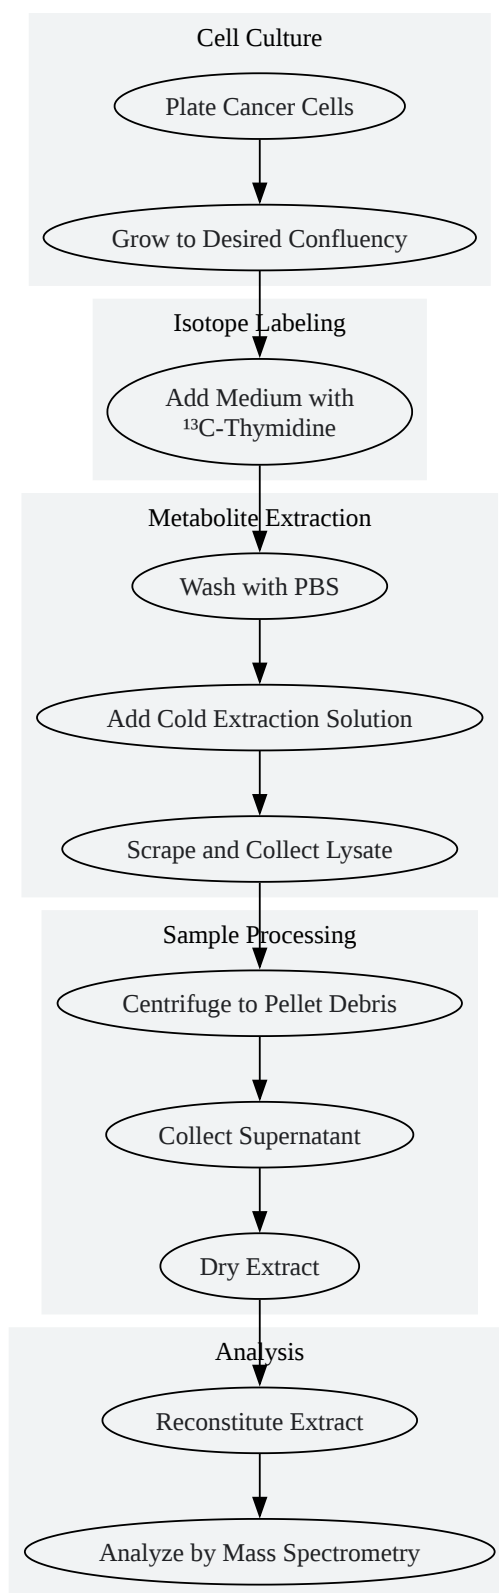 Cell Culture
Plate Cancer Cells
Grow to Desired Confluency
Isotope Labeling
Add Medium with
¹³C-Thymidine
Metabolite Extraction
Wash with PBS
Add Cold Extraction Solution
Scrape and Collect Lysate
Sample Processing
Centrifuge to Pellet Debris
Collect Supernatant
Dry Extract
Analysis
Reconstitute Extract
Analyze by Mass Spectrometry